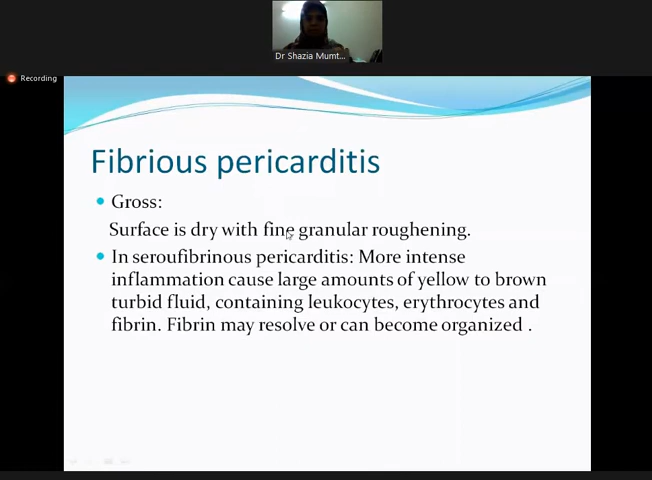 Dr Shazia Mumt...
Recording
Fibrious pericarditis
Gross:
Surface is dry with fine granular roughening.
In seroufibrinous pericarditis: More intense
inflammation cause large amounts of yellow to brown
turbid fluid, containing leukocytes, erythrocytes and
fibrin. Fibrin may resolve or can become organized .